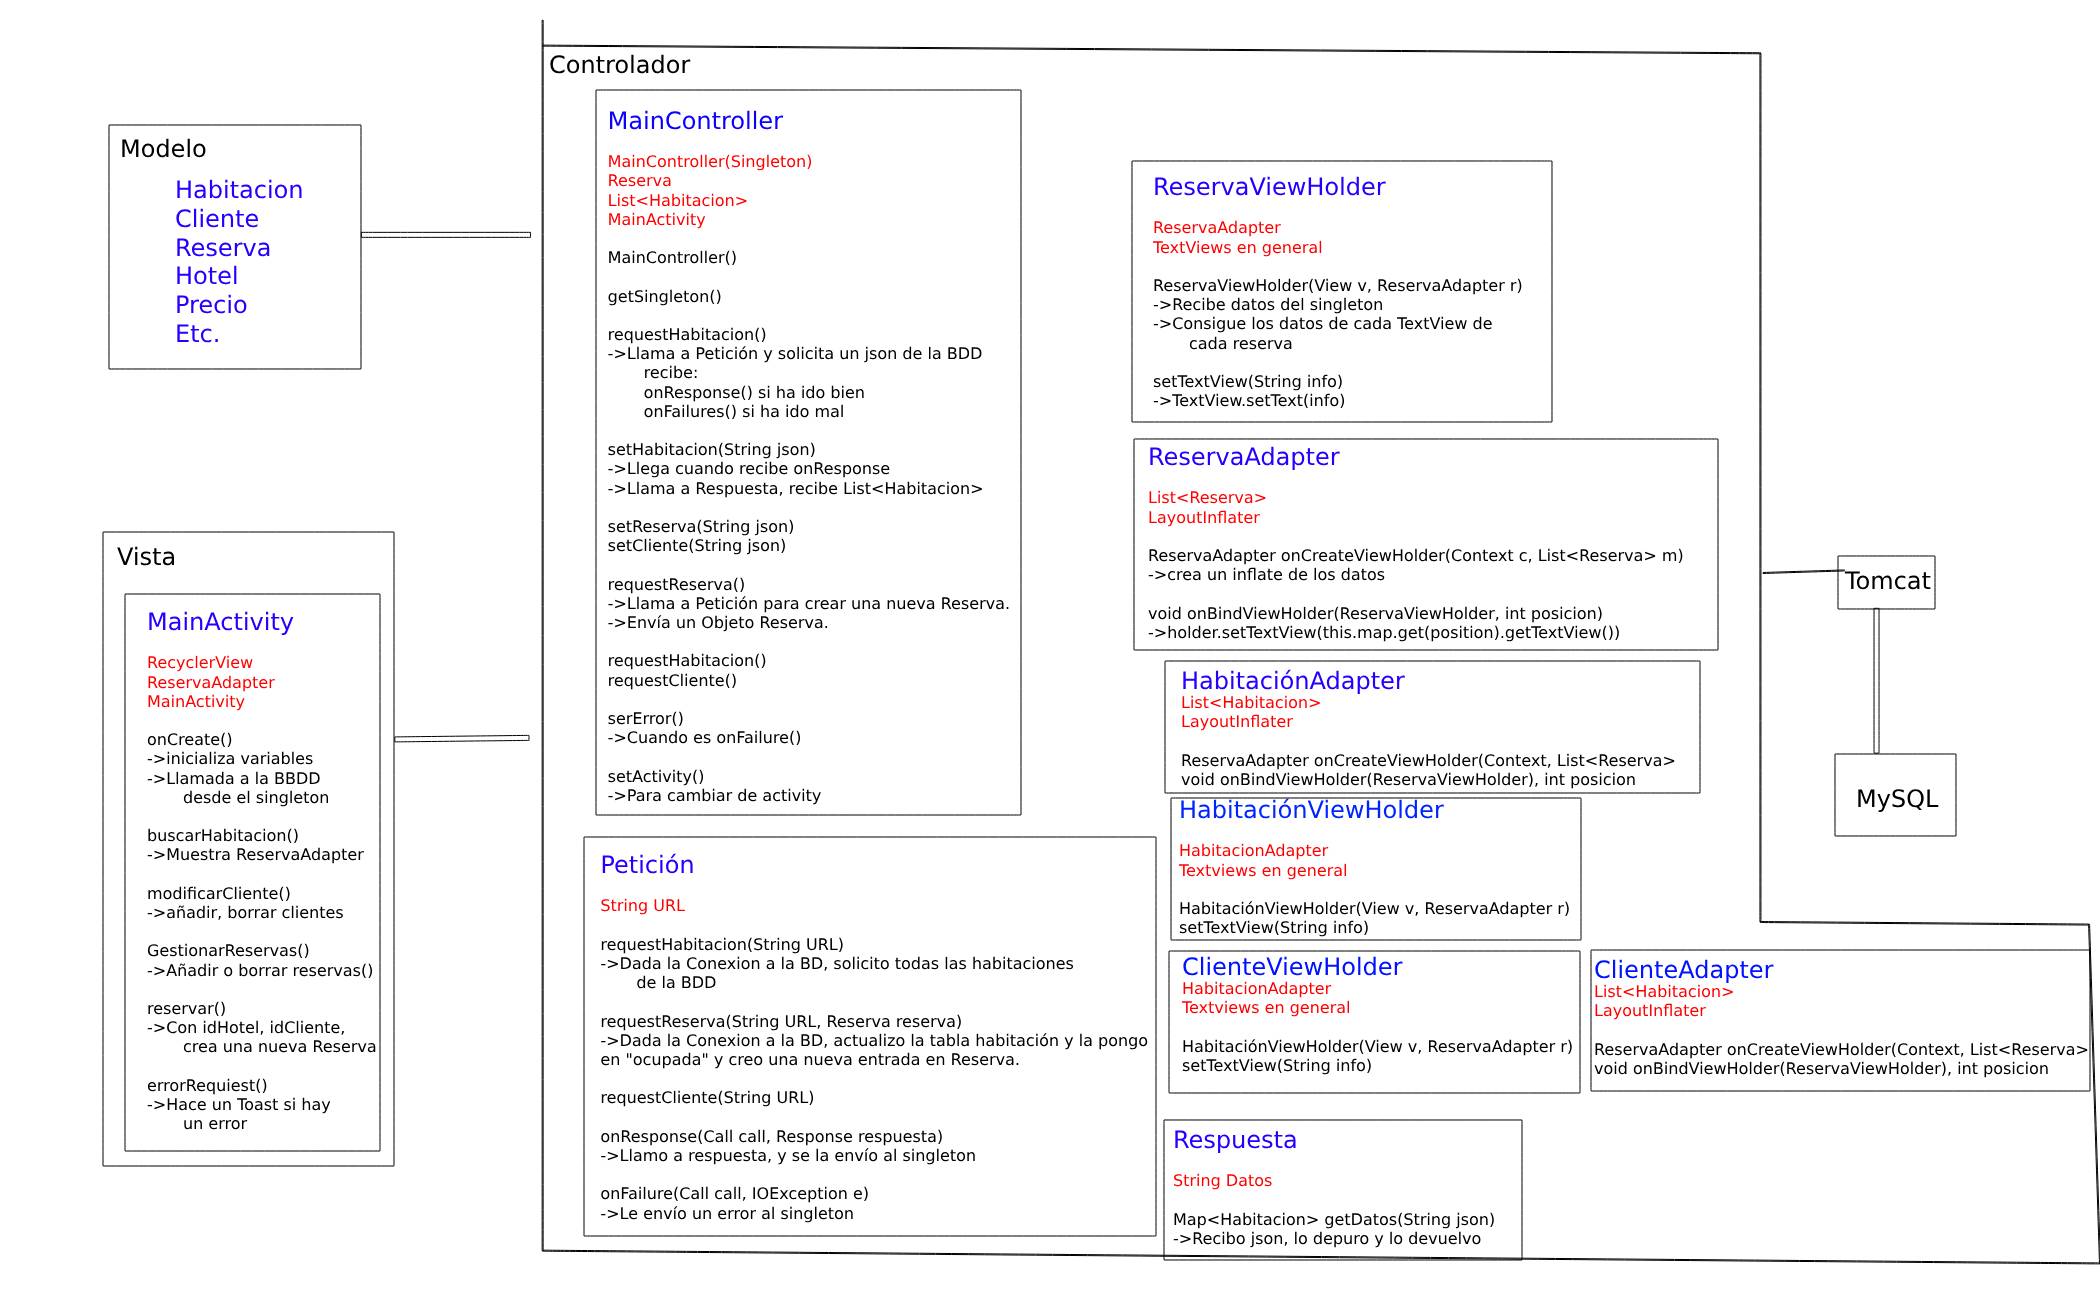 Controlador
Modelo
Habitacion
Cliente
Reserva
Hotel
Precio
Etc.
Vista
MainActivity
RecyclerView
ReservaAdapter
MainActivity
onCreate()
->inicializa variables
->Llamada a la BBDD
desde el singleton
buscarHabitacion()
->Muestra ReservaAdapter
modificarCliente()
->añadir, borrar clientes
GestionarReservas()
->Añadir o borrar reservas()
reservar()
->Con idHotel, idCliente,
crea una nueva Reserva
errorRequiest()
->Hace un Toast si hay
un error
MainController
MainController(Singleton)
Reserva
List<Habitacion>
MainActivity
MainController()
getSingleton()
requestHabitacion()
->Llama a Petición y solicita un json de la BDD
recibe:
onResponse() si ha ido bien
onFailures() si ha ido mal
setHabitacion(String json)
->Llega cuando recibe onResponse
->Llama a Respuesta, recibe List<Habitacion>
setReserva(String json)
setCliente(String json)
requestReserva()
->Llama a Petición para crear una nueva Reserva.
->Envía un Objeto Reserva.
requestHabitacion()
requestCliente()
serError()
->Cuando es onFailure()
setActivity()
->Para cambiar de activity
Petición
String URL
requestHabitacion(String URL)
->Dada la Conexion a la BD, solicito todas las habitaciones
de la BDD
requestReserva(String URL, Reserva reserva)
->Dada la Conexion a la BD, actualizo la tabla habitación y la pongo
en "ocupada" y creo una nueva entrada en Reserva.
requestCliente(String URL)
onResponse(Call call, Response respuesta)
->Llamo a respuesta, y se la envío al singleton
onFailure(Call call, IOException e)
->Le envío un error al singleton
ReservaViewHolder
ReservaAdapter
TextViews en general
ReservaViewHolder(View v, ReservaAdapter r)
->Recibe datos del singleton
->Consigue los datos de cada TextView de
cada reserva
setTextView(String info)
->TextView.setText(info)
ReservaAdapter
List<Reserva>
LayoutInflater
ReservaAdapter onCreateViewHolder(Context c, List<Reserva> m)
->crea un inflate de los datos
void onBindViewHolder(ReservaViewHolder, int posicion)
->holder.setTextView(this.map.get(position).getTextView())
HabitaciónAdapter
List<Habitacion>
LayoutInflater
ReservaAdapter onCreateViewHolder(Context, List<Reserva>
void onBindViewHolder(ReservaViewHolder), int posicion
HabitaciónViewHolder
HabitacionAdapter
Textviews en general
HabitaciónViewHolder(View v, ReservaAdapter r)
setTextView(String info)
ClienteViewHolder
HabitacionAdapter
Textviews en general
HabitaciónViewHolder(View v, ReservaAdapter r)
setTextView(String info)
ClienteAdapter
List<Habitacion>
LayoutInflater
ReservaAdapter onCreateViewHolder(Context, List<Reserva>
void onBindViewHolder(ReservaViewHolder), int posicion
Respuesta
String Datos
Map<Habitacion> getDatos(String json)
->Recibo json, lo depuro y lo devuelvo
Tomcat
MySQL